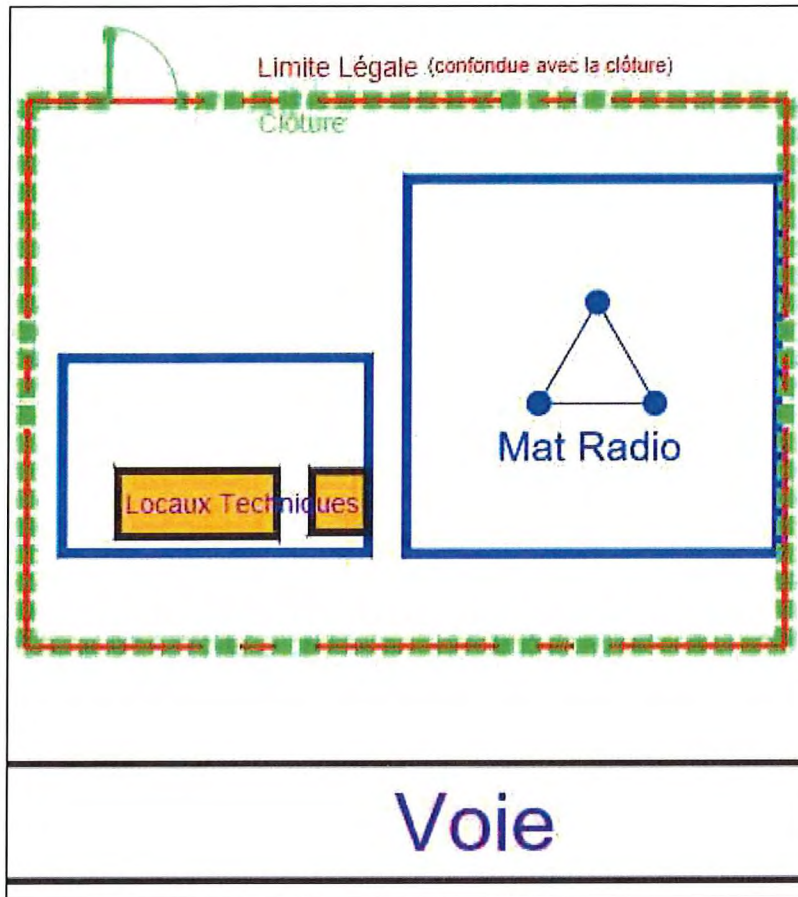 Limite Légale (confondue avec la clôture)
Clôture
Mat Radio
Locaux Techniques
Voie